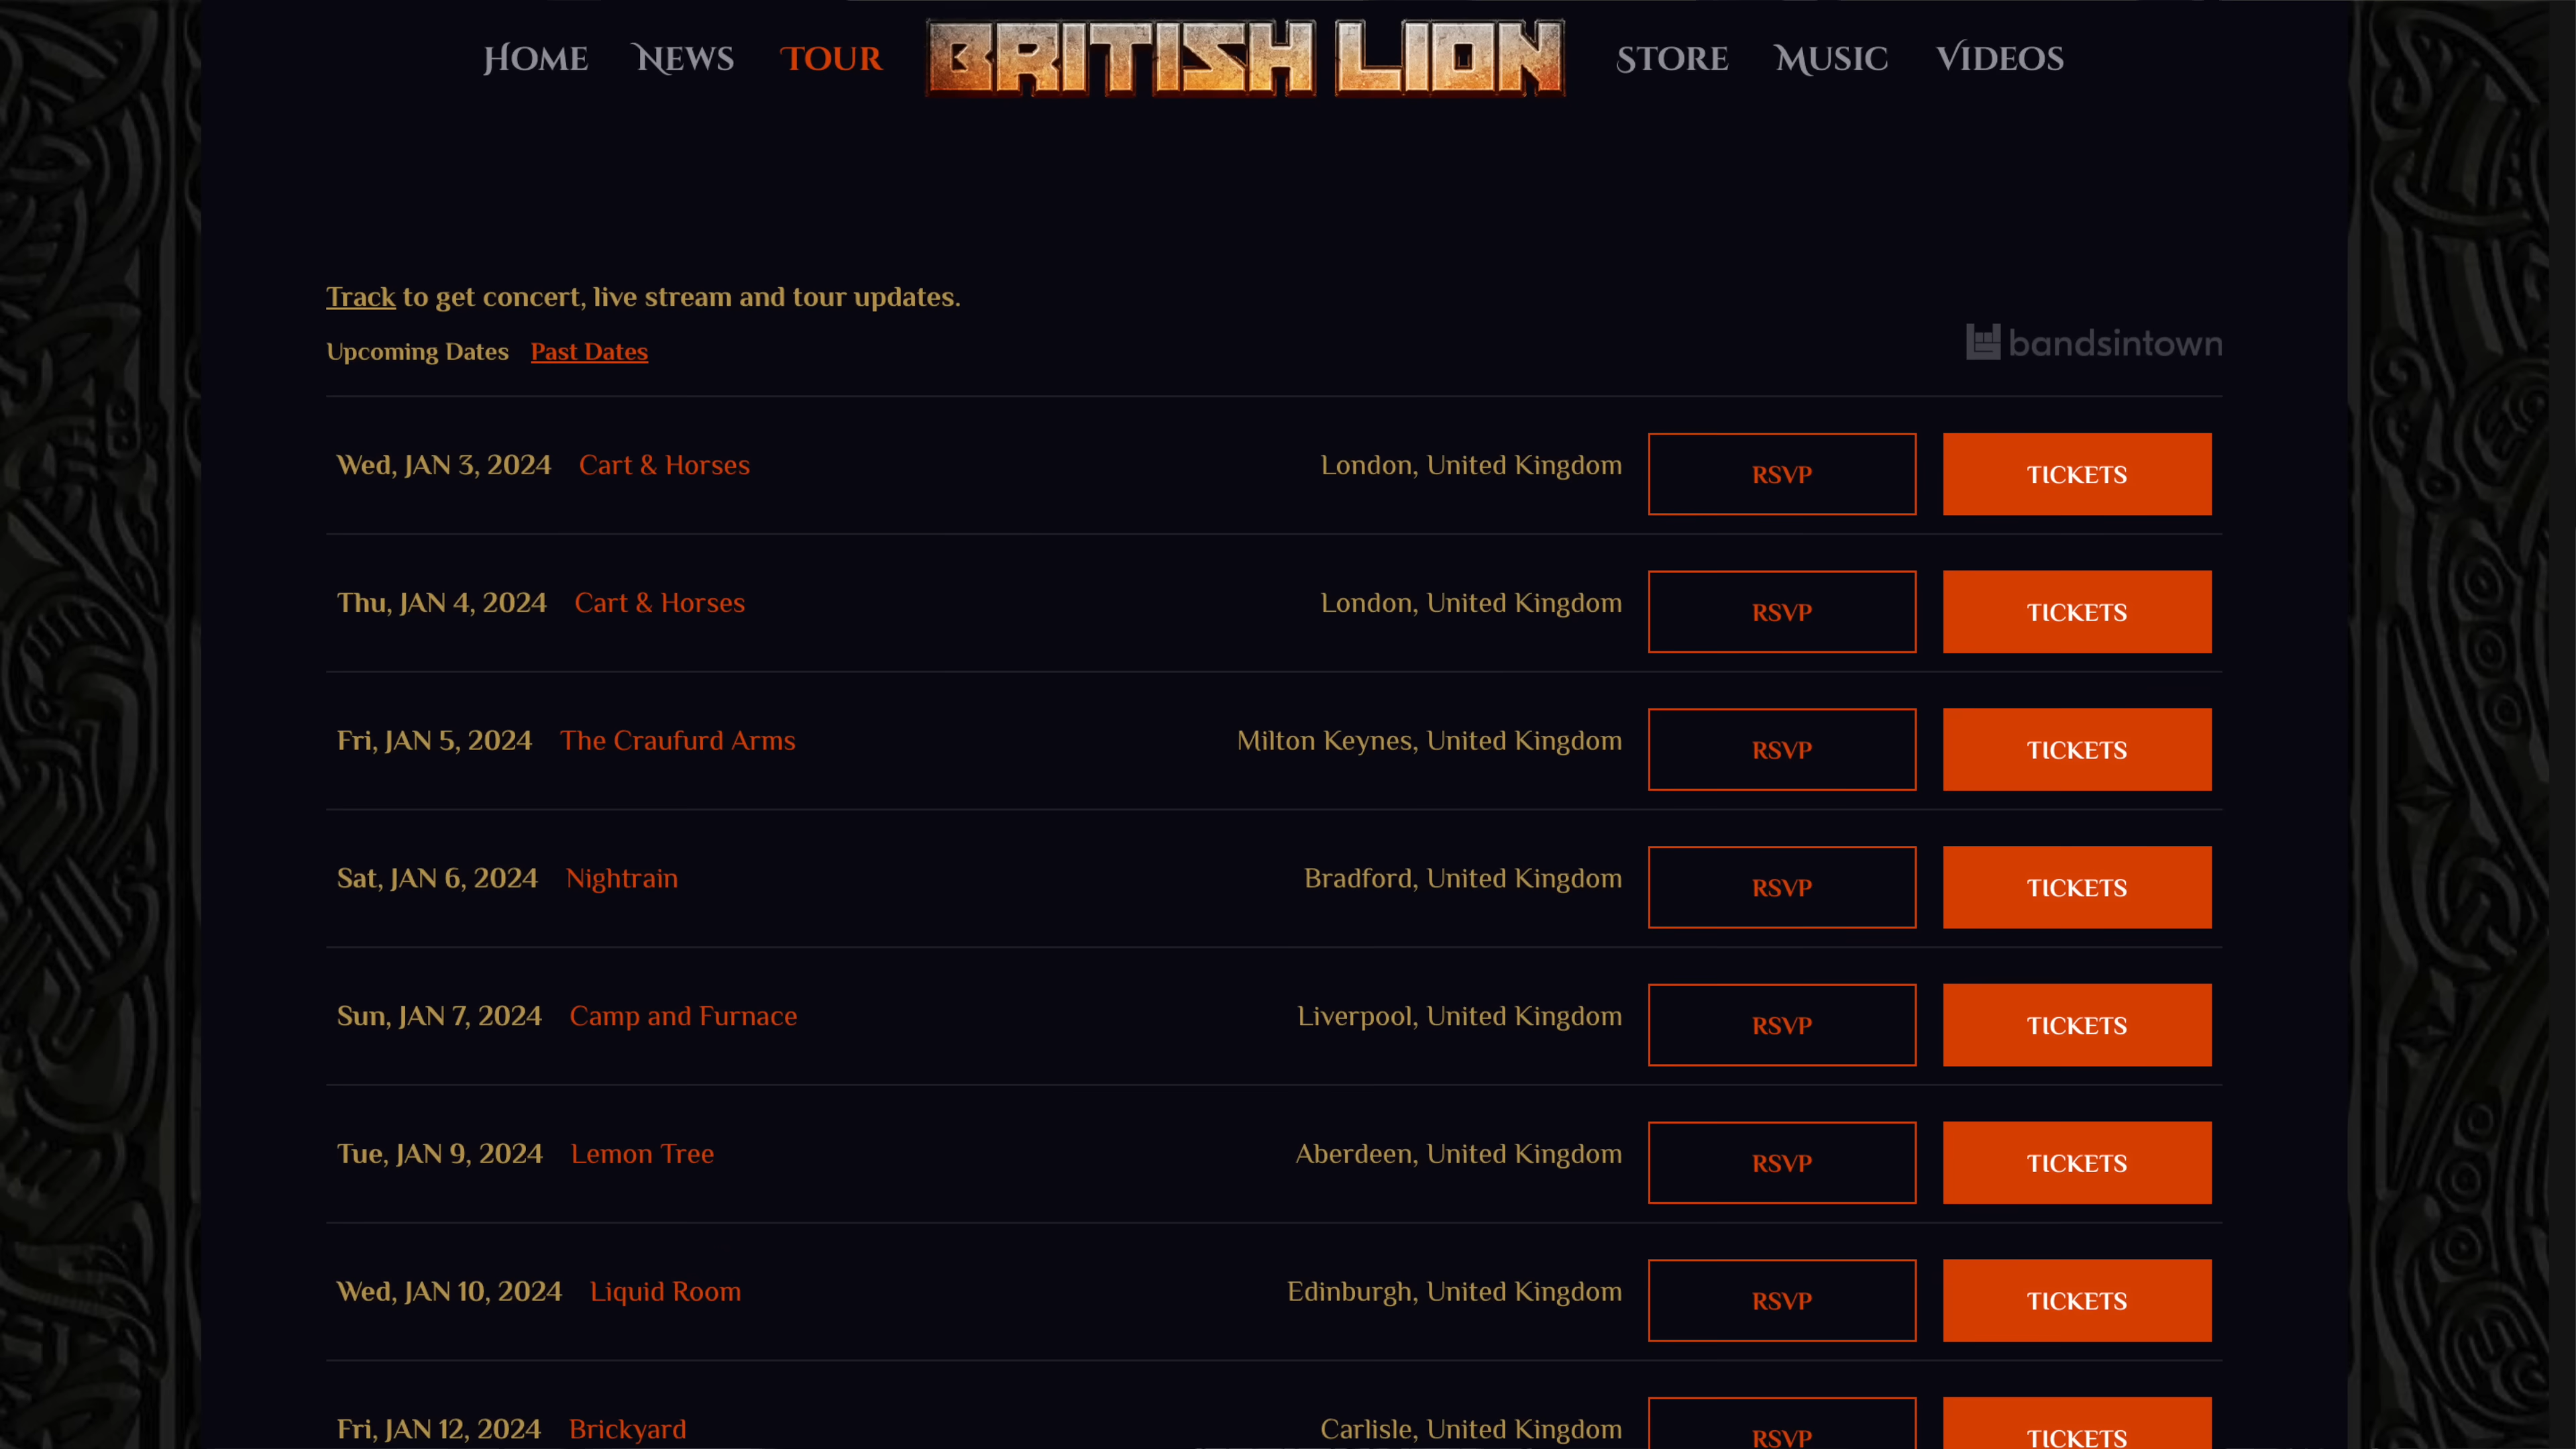 HOME NEWS TOUR BRITISH LION STORE MUSIC VIDEOS
Track to get concert, live stream and tour updates.
Upcoming Dates Past Dates
bandsintown
Wed, JAN 3, 2024 Cart & Horses London, United Kingdom RSVP TICKETS
Thu, JAN 4, 2024 Cart & Horses London, United Kingdom RSVP TICKETS
Fri, JAN 5, 2024 The Craufurd Arms Milton Keynes, United Kingdom RSVP TICKETS
Sat, JAN 6, 2024 Nightrain Bradford, United Kingdom RSVP TICKETS
Sun, JAN 7, 2024 Camp and Furnace Liverpool, United Kingdom RSVP TICKETS
Tue, JAN 9, 2024 Lemon Tree Aberdeen, United Kingdom RSVP TICKETS
Wed, JAN 10, 2024 Liquid Room Edinburgh, United Kingdom RSVP TICKETS
Fri, JAN 12, 2024 Brickyard Carlisle, United Kingdom RSVP TICKETS